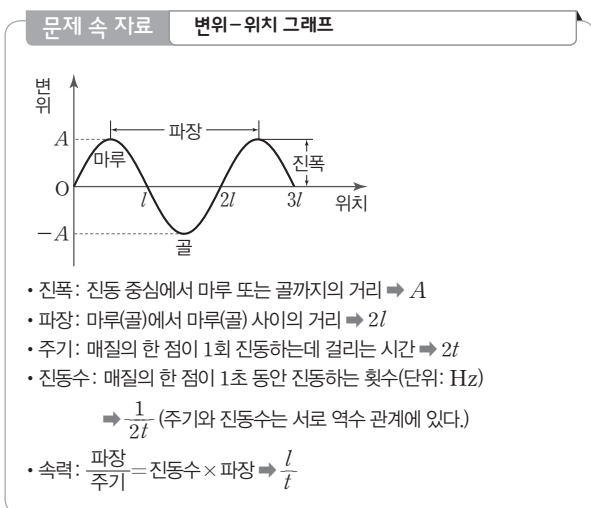 문제 속 자료 변위-위치 그래프
변위
A
파장
마루
진폭
O
l
2l
3l
위치
-A
골
• 진폭: 진동 중심에서 마루 또는 골까지의 거리 ➡ A
• 파장: 마루(골)에서 마루(골) 사이의 거리 ➡ 2l
• 주기: 매질의 한 점이 1회 진동하는데 걸리는 시간 ➡ 2t
• 진동수: 매질의 한 점이 1초 동안 진동하는 횟수(단위: Hz)
➡ 1/2t (주기와 진동수는 서로 역수 관계에 있다.)
• 속력: 파장/주기 = 진동수 × 파장 ➡ l/t